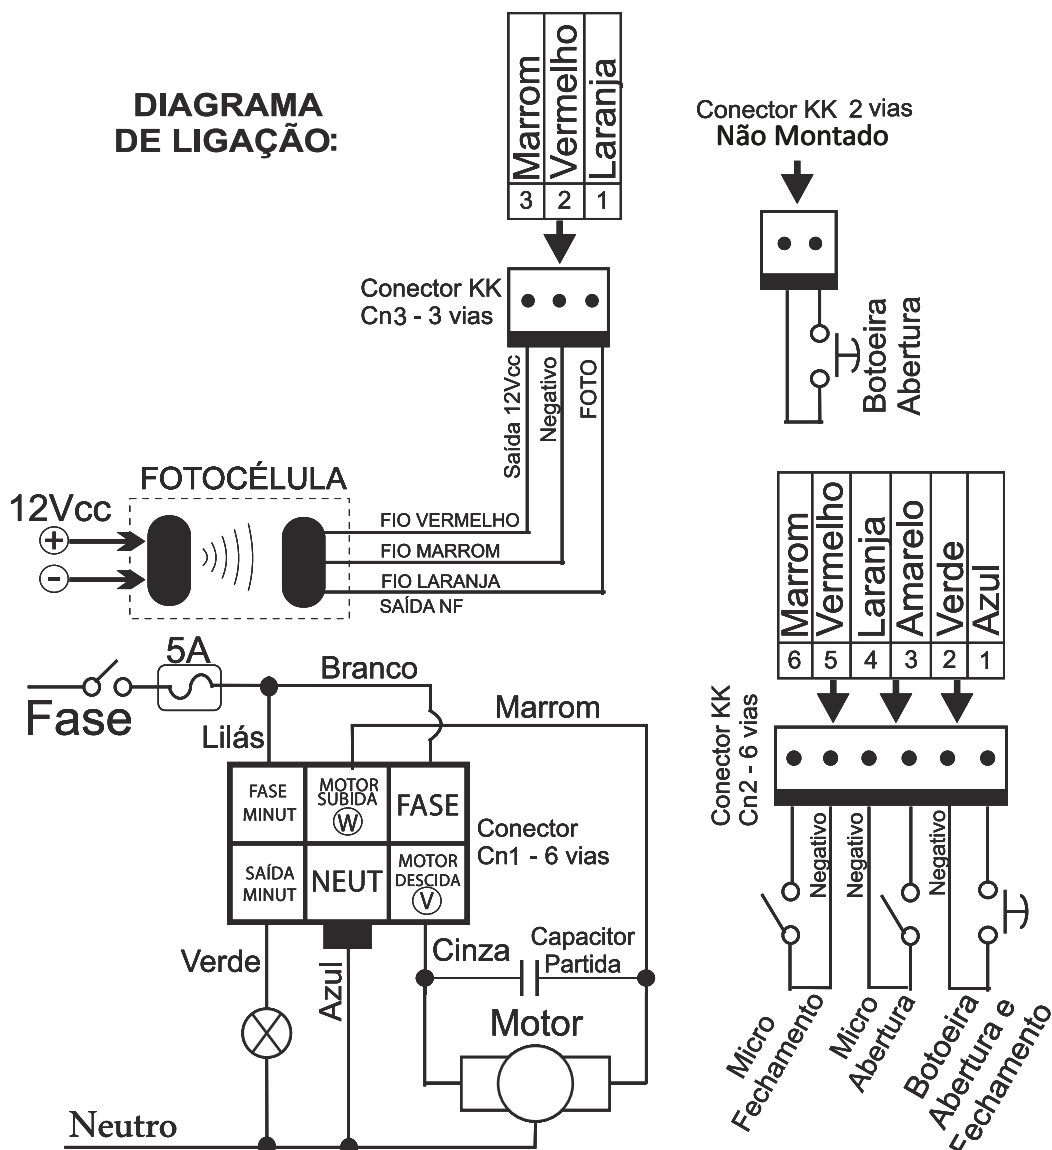 DIAGRAMA
DE LIGAÇÃO:
Marrom
Vermelho
Laranja
3 2 1
Conector KK
Cn3 - 3 vias
Saída 12Vcc
Negativo
FOTO
Conector KK 2 vias
Não Montado
Botoeira
Abertura
FOTOCÉLULA
12Vcc
+
-
FIO VERMELHO
FIO MARROM
FIO LARANJA
SAÍDA NF
Marrom
Vermelho
Laranja
Amarelo
Verde
Azul
6 5 4 3 2 1
Conector KK
Cn2 - 6 vias
Negativo
Negativo
Negativo
Micro
Fechamento
Micro
Abertura
Botoeira
Abertura e
Fechamento
5A
Fase
Branco
Lilás
Marrom
FASE
MINUT
MOTOR
SUBIDA
W
FASE
SAÍDA
MINUT
NEUT
MOTOR
DESCIDA
V
Conector
Cn1 - 6 vias
Verde
Azul
Cinza
Capacitor
Partida
Motor
Neutro